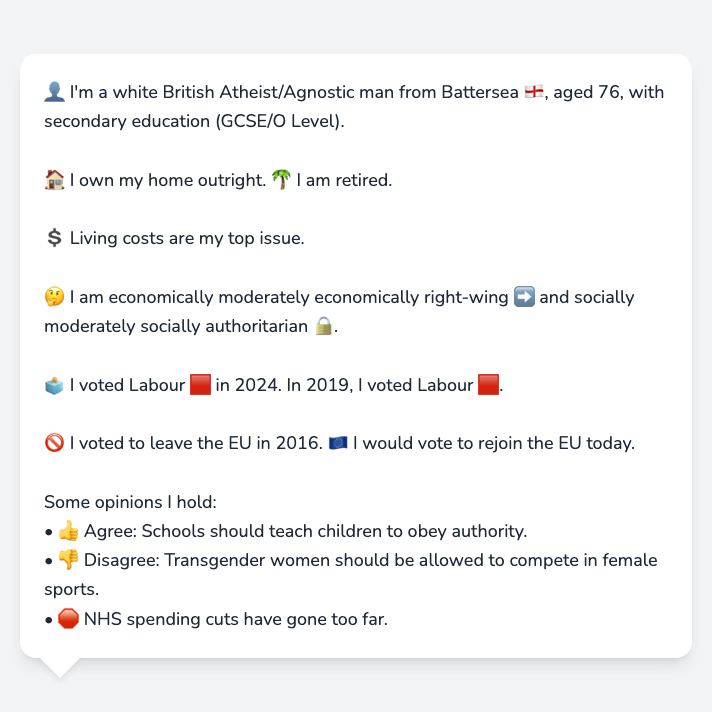 👤 I'm a white British Atheist/Agnostic man from Battersea 🏴󠁧󠁢󠁥󠁮󠁧󠁿, aged 76, with
secondary education (GCSE/O Level).
🏠 I own my home outright. 🌴 I am retired.
💲 Living costs are my top issue.
🤔 I am economically moderately economically right-wing ➡️ and socially
moderately socially authoritarian 🔒.
🗳️ I voted Labour 🟥 in 2024. In 2019, I voted Labour 🟥.
🚫 I voted to leave the EU in 2016. 🇪🇺 I would vote to rejoin the EU today.
Some opinions I hold:
• 👍 Agree: Schools should teach children to obey authority.
• 👎 Disagree: Transgender women should be allowed to compete in female
sports.
• 🛑 NHS spending cuts have gone too far.